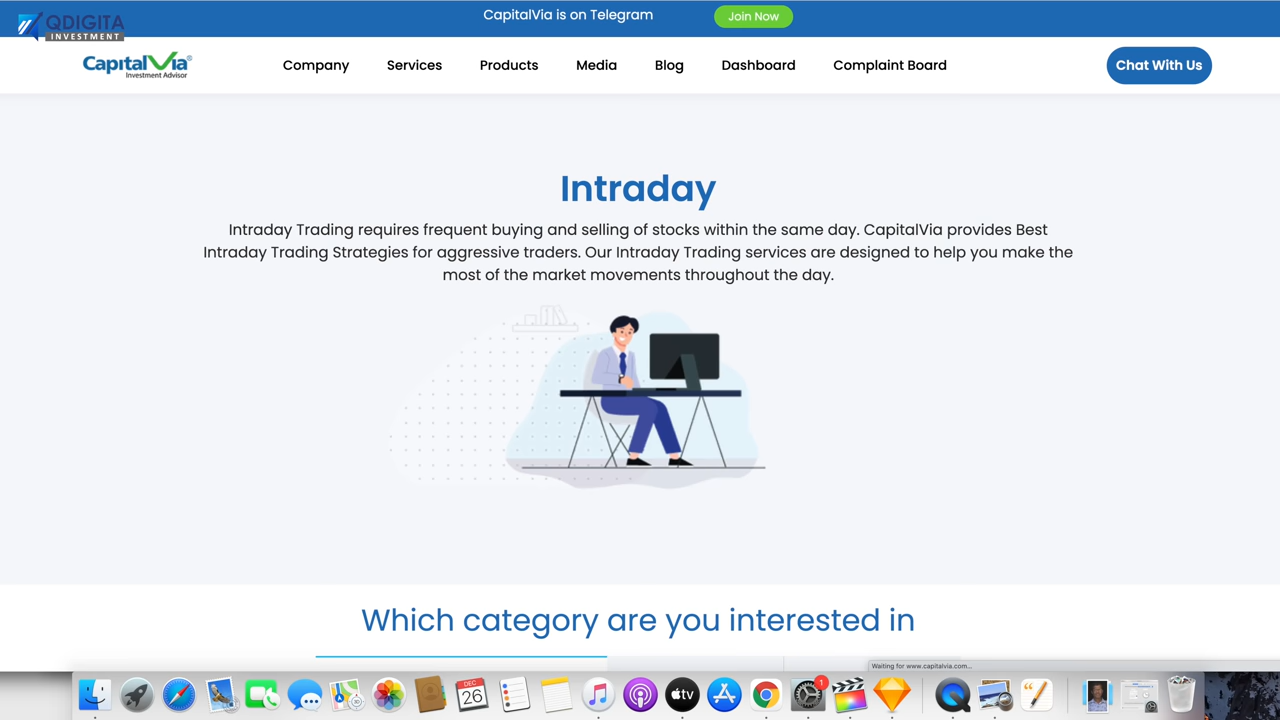 CapitalVia is on Telegram
Join Now
QDIGITA
INVESTMENT
CapitalVia®
Investment Advisor
Company
Services
Products
Media
Blog
Dashboard
Complaint Board
Chat With Us
Intraday
Intraday Trading requires frequent buying and selling of stocks within the same day. CapitalVia provides Best
Intraday Trading Strategies for aggressive traders. Our Intraday Trading services are designed to help you make the
most of the market movements throughout the day.
Which category are you interested in
Waiting for www.capitalvia.com...
DEC
26
tv
1